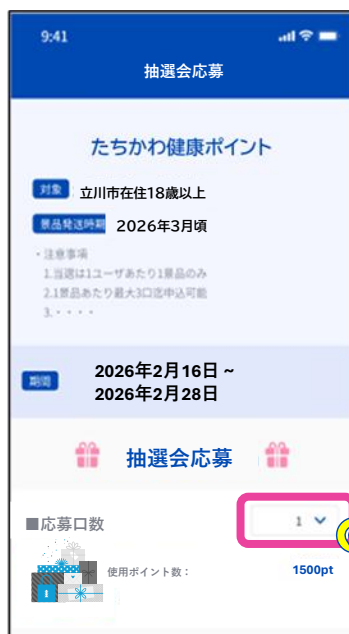 9:41
抽選会応募
たちかわ健康ポイント
対象 立川市在住18歳以上
景品発送時期 2026年3月頃
・注意事項
1.当選は1ユーザあたり1景品のみ
2.1景品あたり最大3口迄申込可能
3.・・・・
期間 2026年2月16日～
2026年2月28日
抽選会応募
■応募口数 1
使用ポイント数： 1500pt